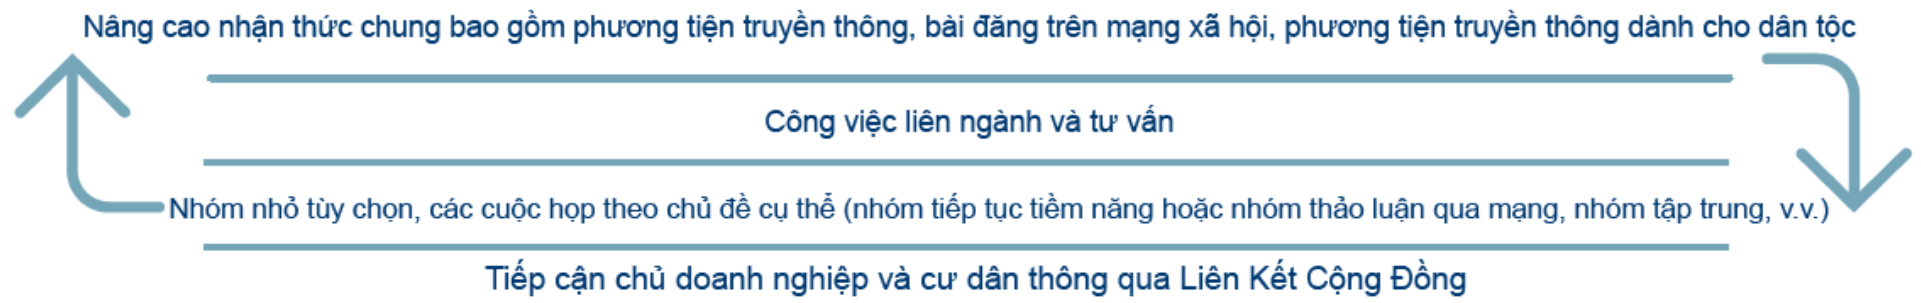 Nâng cao nhận thức chung bao gồm phương tiện truyền thông, bài đăng trên mạng xã hội, phương tiện truyền thông dành cho dân tộc
Công việc liên ngành và tư vấn
Nhóm nhỏ tùy chọn, các cuộc họp theo chủ đề cụ thể (nhóm tiếp tục tiềm năng hoặc nhóm thảo luận qua mạng, nhóm tập trung, v.v.)
Tiếp cận chủ doanh nghiệp và cư dân thông qua Liên Kết Cộng Đồng